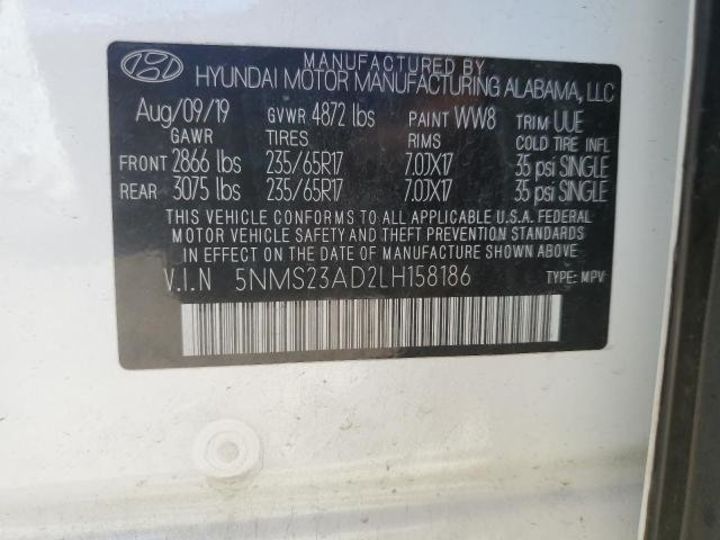 MANUFACTURED BY
HYUNDAI MOTOR MANUFACTURING ALABAMA, LLC
Aug/09/19 GVWR 4872 lbs PAINT WW8 TRIM UUE
GAWR TIRES RIMS COLD TIRE INFL
FRONT 2866 lbs 235/65R17 7.0JX17 35 psi SINGLE
REAR 3075 lbs 235/65R17 7.0JX17 35 psi SINGLE
THIS VEHICLE CONFORMS TO ALL APPLICABLE U.S.A. FEDERAL
MOTOR VEHICLE SAFETY AND THEFT PREVENTION STANDARDS
IN EFFECT ON THE DATE OF MANUFACTURE SHOWN ABOVE.
V.I.N 5NMS23AD2LH158186 TYPE: MPV